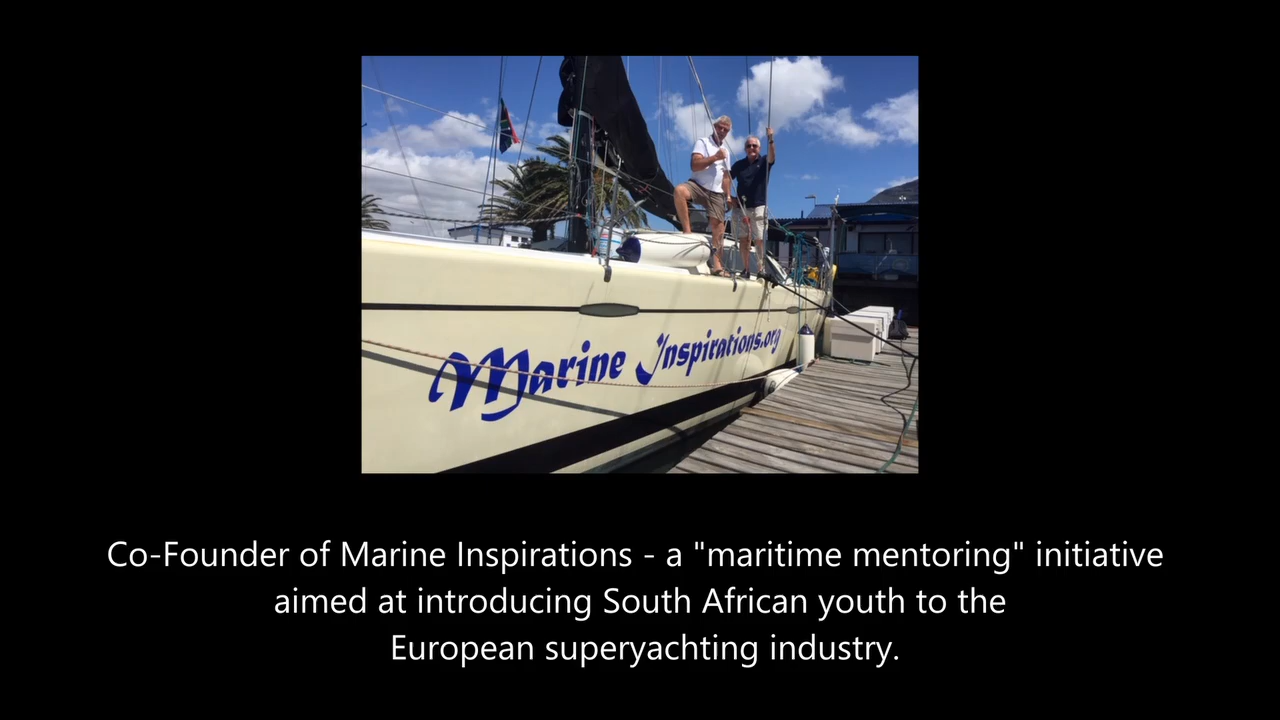 Marine Inspirations.org
Co-Founder of Marine Inspirations - a "maritime mentoring" initiative
aimed at introducing South African youth to the
European superyachting industry.